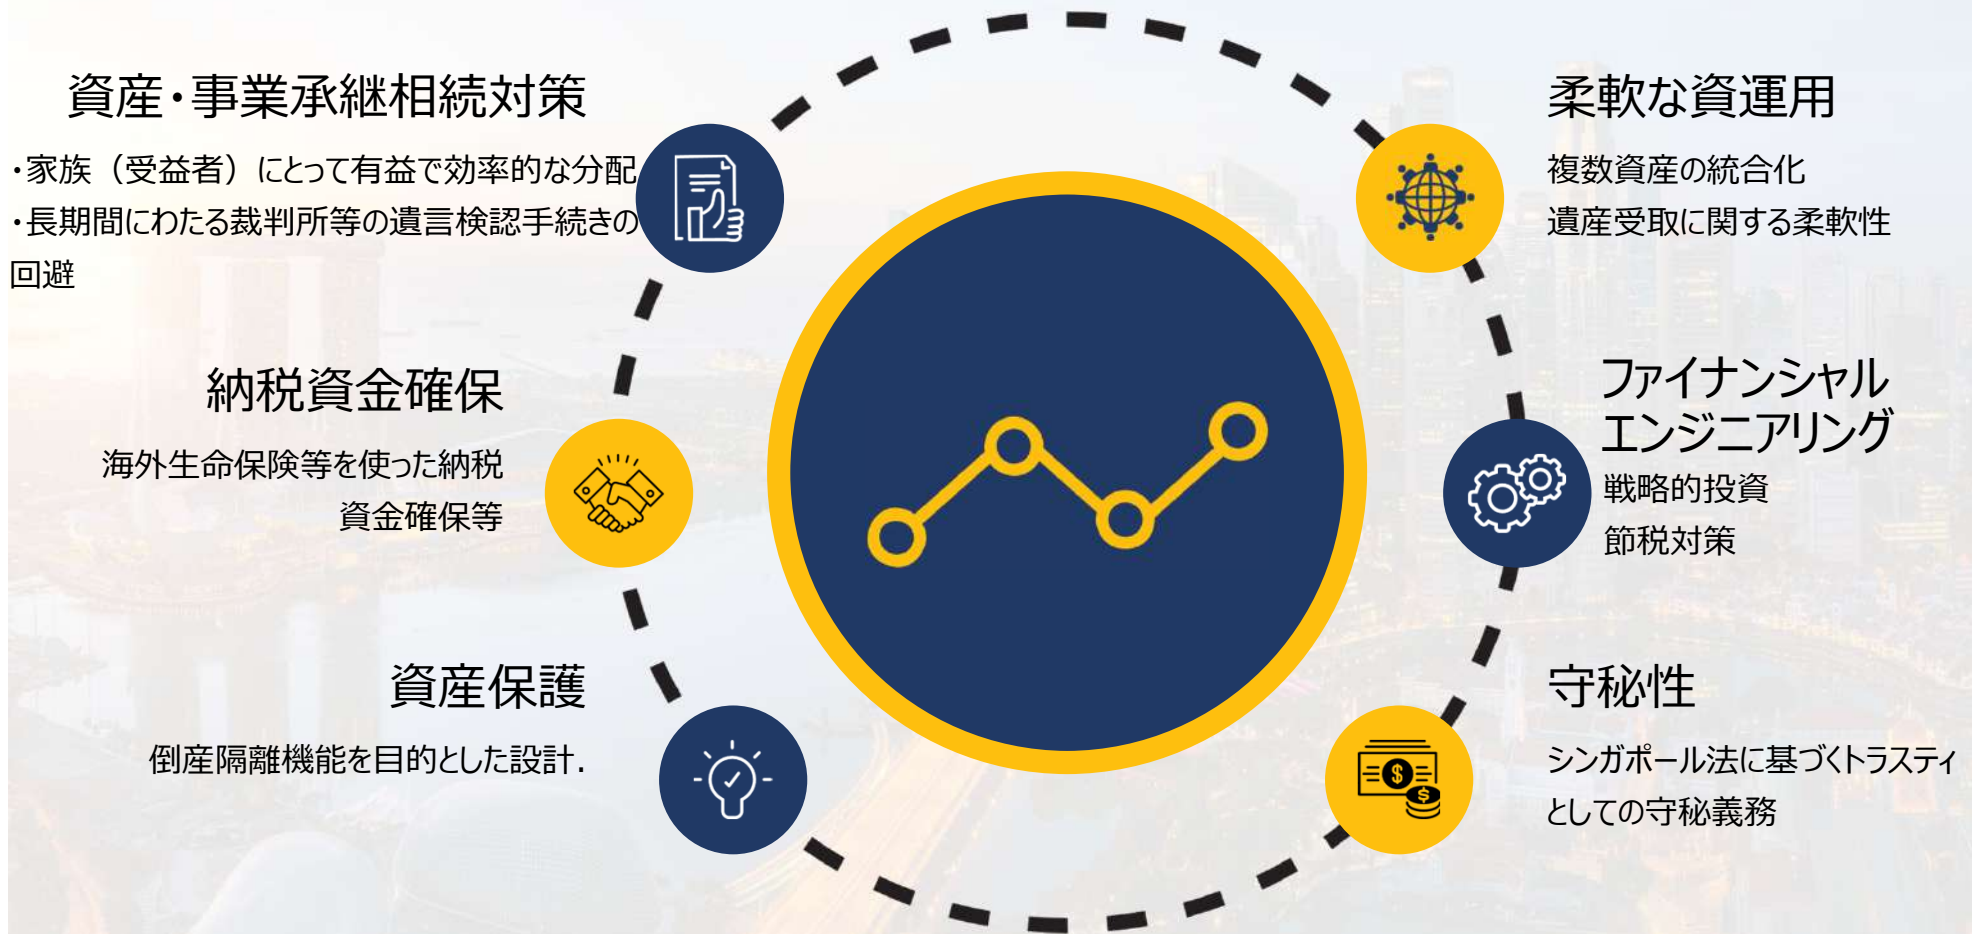 資産・事業承継相続対策
・家族（受益者）にとって有益で効率的な分配
・長期間にわたる裁判所等の遺言検認手続きの
回避
納税資金確保
海外生命保険等を使った納税
資金確保等
資産保護
倒産隔離機能を目的とした設計.
柔軟な資運用
複数資産の統合化
遺産受取に関する柔軟性
ファイナンシャル
エンジニアリング
戦略的投資
節税対策
守秘性
シンガポール法に基づくトラスティ
としての守秘義務